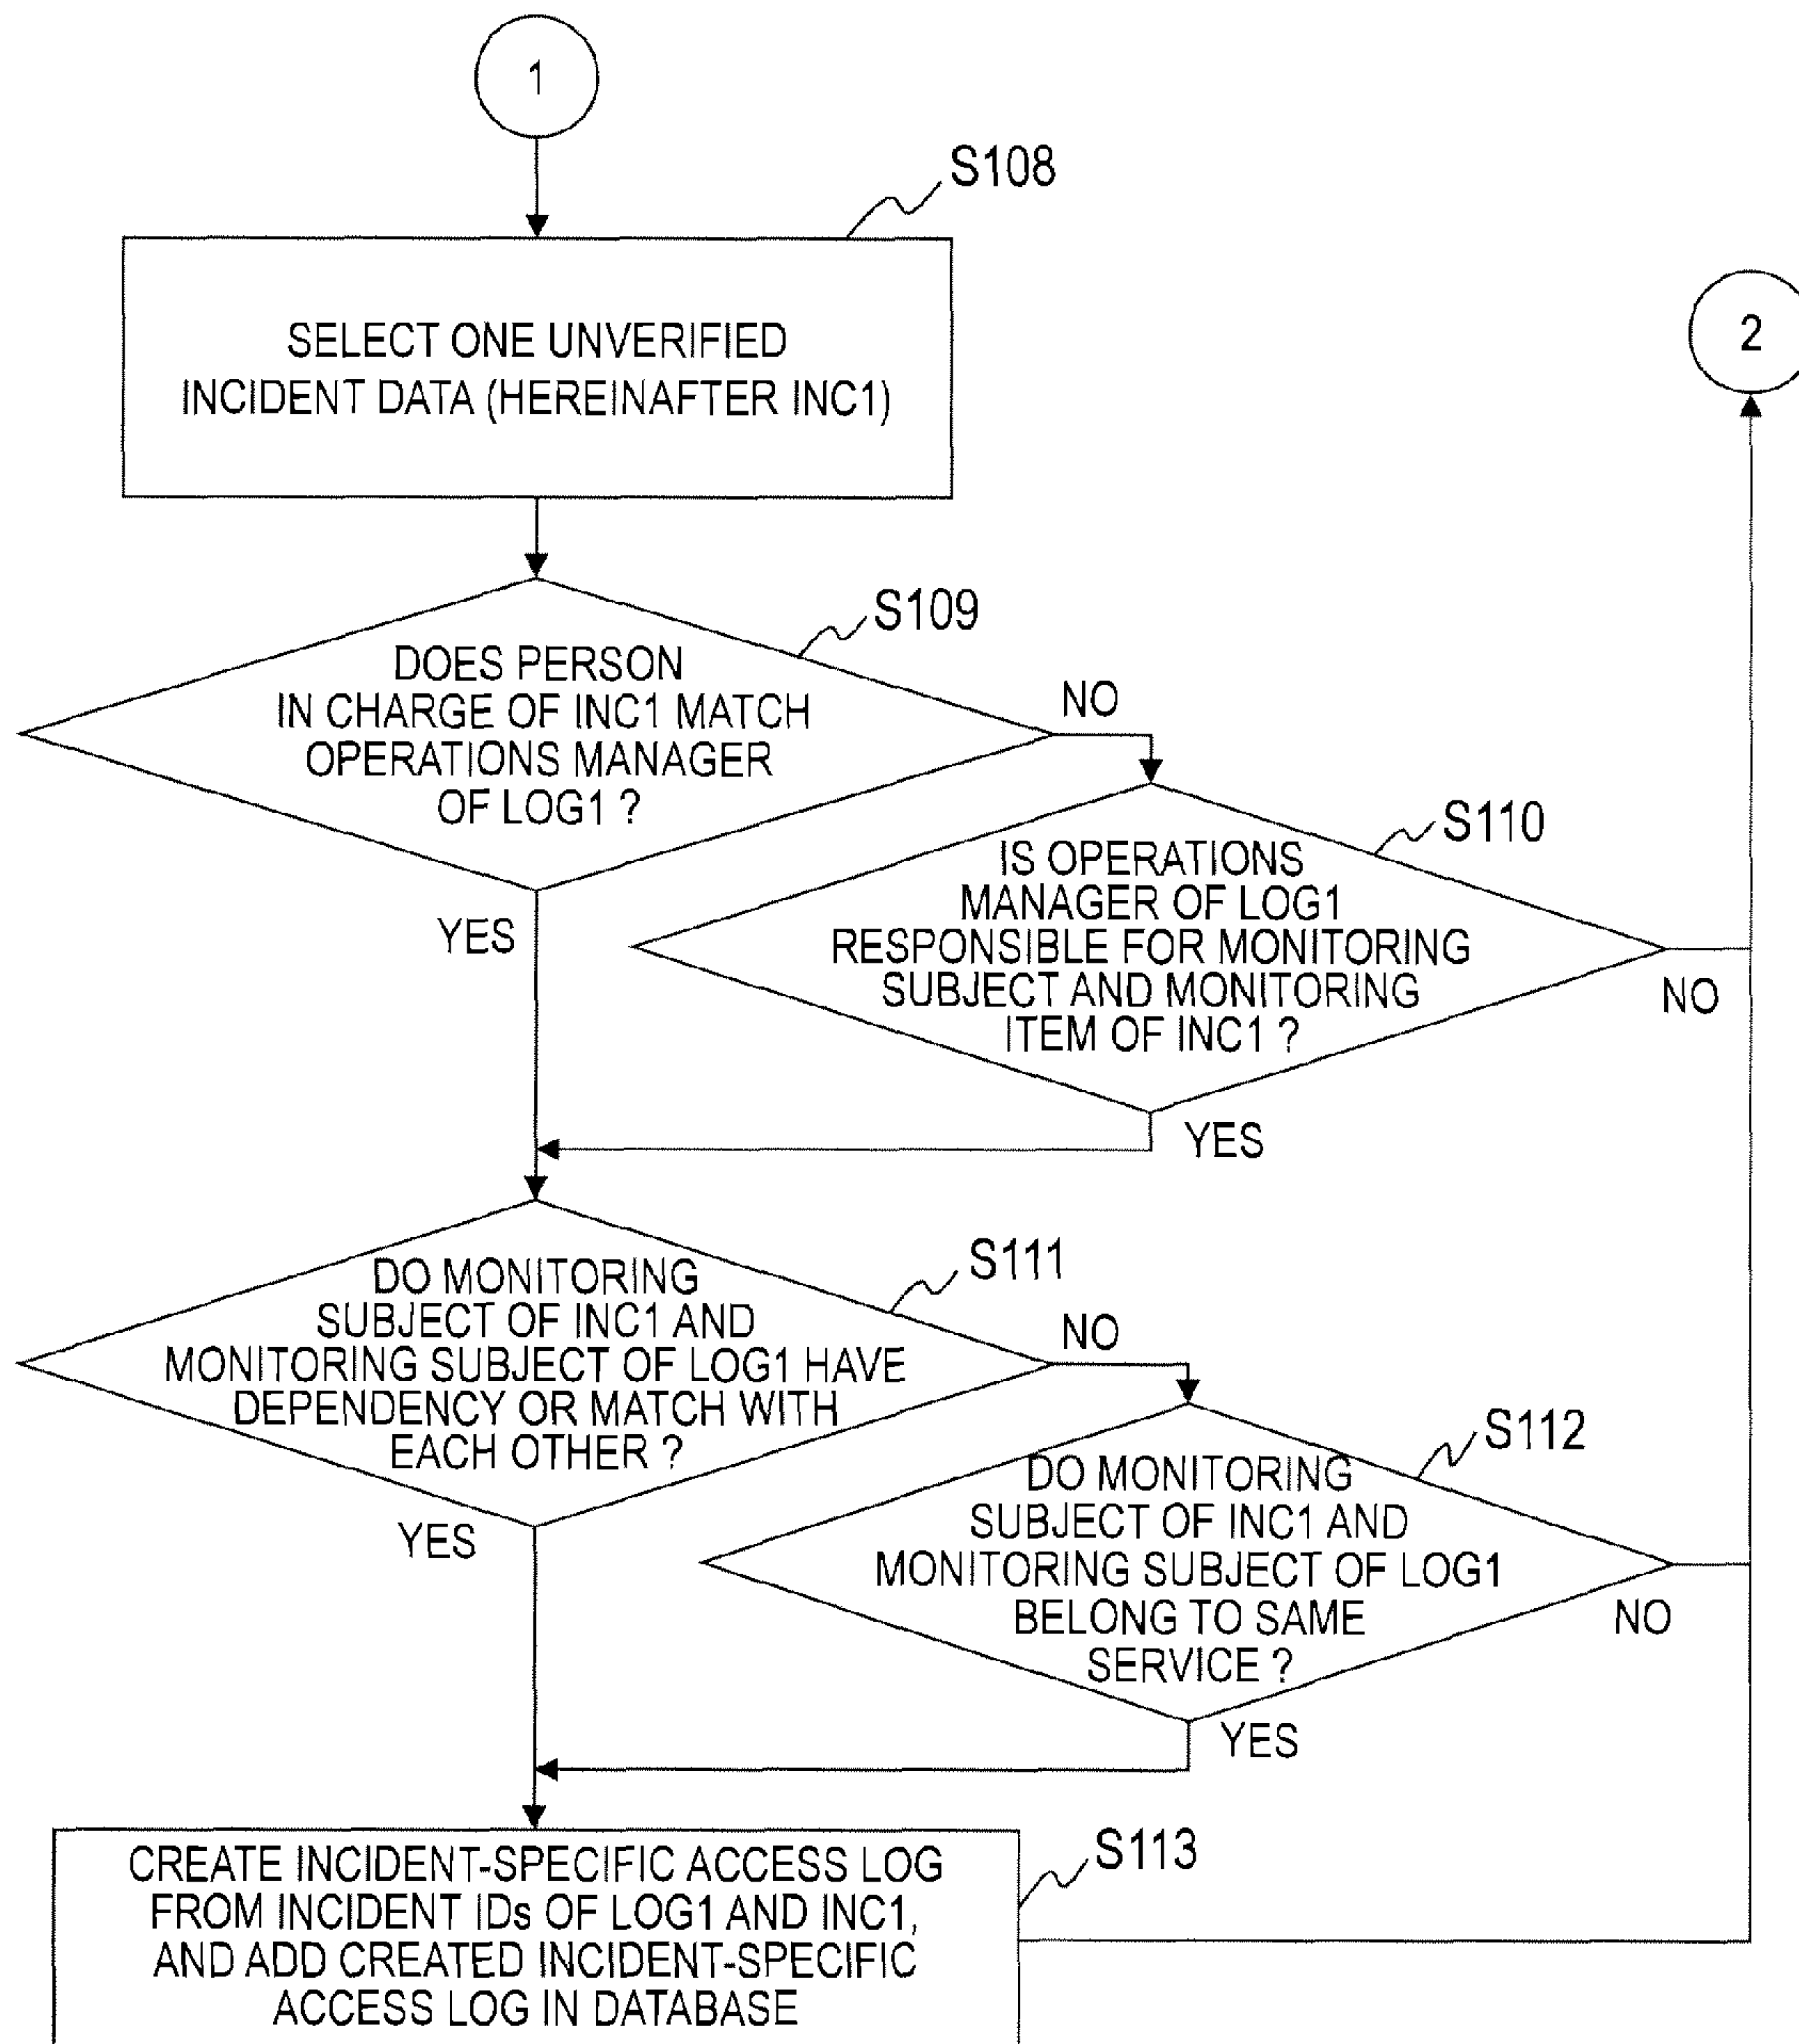 1
S108
SELECT ONE UNVERIFIED
INCIDENT DATA (HEREINAFTER INC1)
2
S109
DOES PERSON
IN CHARGE OF INC1 MATCH
OPERATIONS MANAGER
OF LOG1 ?
NO
YES
S110
IS OPERATIONS
MANAGER OF LOG1
RESPONSIBLE FOR MONITORING
SUBJECT AND MONITORING
ITEM OF INC1 ?
NO
YES
S111
DO MONITORING
SUBJECT OF INC1 AND
MONITORING SUBJECT OF LOG1 HAVE
DEPENDENCY OR MATCH WITH
EACH OTHER ?
NO
YES
S112
DO MONITORING
SUBJECT OF INC1 AND
MONITORING SUBJECT OF LOG1
BELONG TO SAME
SERVICE ?
NO
YES
S113
CREATE INCIDENT-SPECIFIC ACCESS LOG
FROM INCIDENT IDs OF LOG1 AND INC1,
AND ADD CREATED INCIDENT-SPECIFIC
ACCESS LOG IN DATABASE